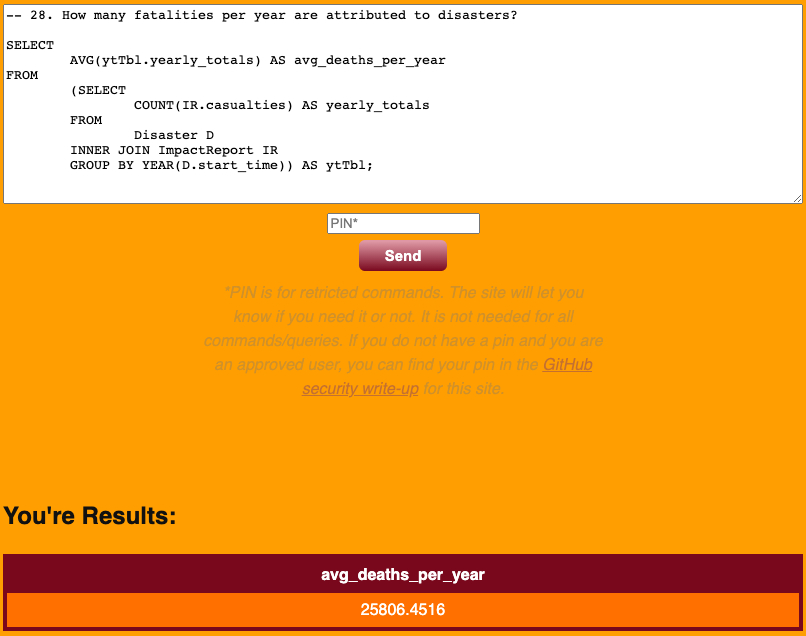 -- 28. How many fatalities per year are attributed to disasters?
SELECT
AVG(ytTbl.yearly_totals) AS avg_deaths_per_year
FROM
(SELECT
COUNT(IR.casualties) AS yearly_totals
FROM
Disaster D
INNER JOIN ImpactReport IR
GROUP BY YEAR(D.start_time)) AS ytTbl;
PIN*
Send
*PIN is for retricted commands. The site will let you
know if you need it or not. It is not needed for all
commands/queries. If you do not have a pin and you are
an approved user, you can find your pin in the GitHub
security write-up for this site.
You're Results:
avg_deaths_per_year
25806.4516